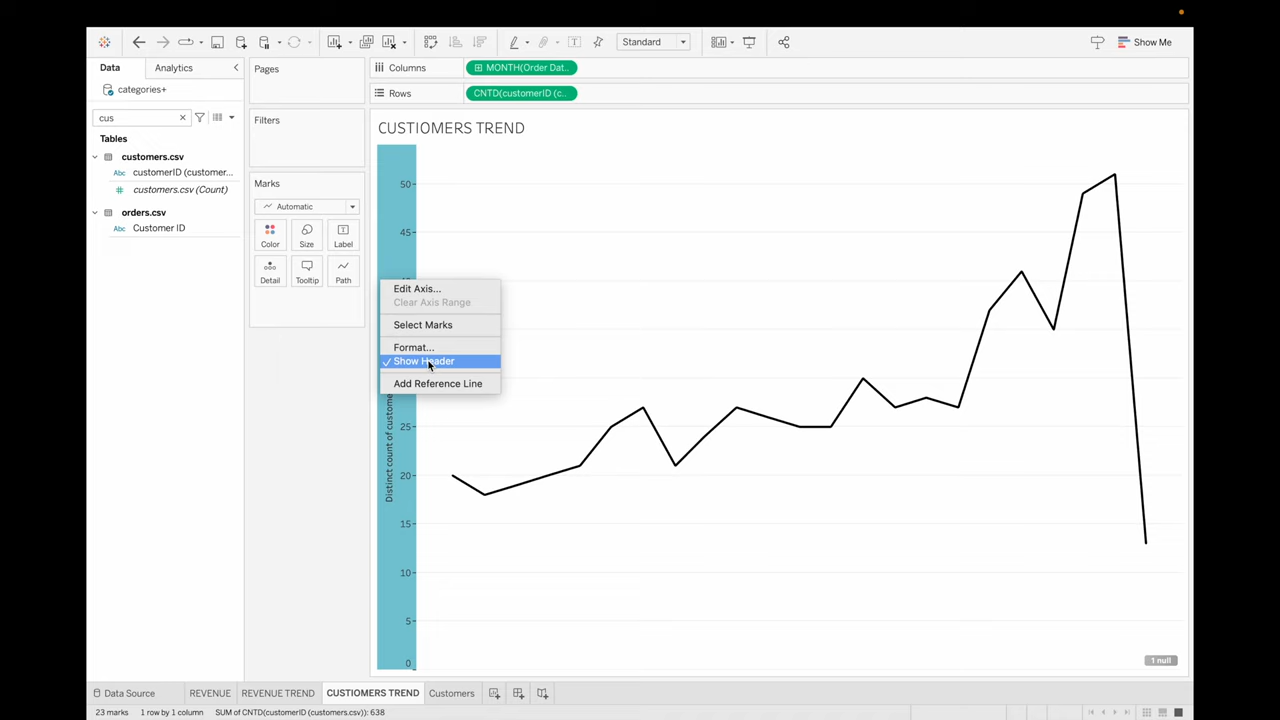 Standard
Show Me
Data
Analytics
Pages
Columns
MONTH(Order Dat..
categories+
Rows
CNTD(customerID (c..
cus
Filters
CUSTIOMERS TREND
Tables
customers.csv
customerID (customer...
customers.csv (Count)
orders.csv
Customer ID
Marks
Automatic
Color
Size
Label
Detail
Tooltip
Path
50
45
Edit Axis...
Clear Axis Range
Select Marks
Format...
Show Header
Add Reference Line
Distinct count of custome
25
20
15
10
5
0
1 null
Data Source
REVENUE
REVENUE TREND
CUSTIOMERS TREND
Customers
23 marks
1 row by 1 column
SUM of CNTD(customerID (customers.csv)): 638